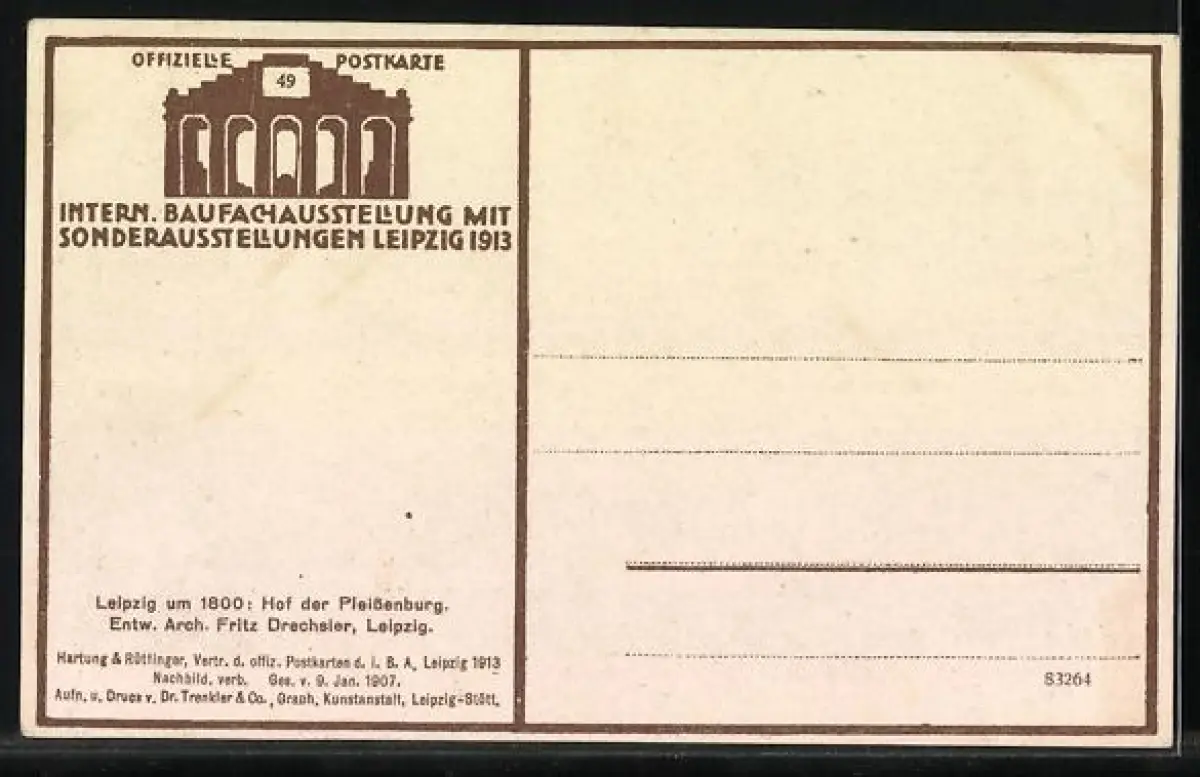 OFFIZIELLE POSTKARTE
49
INTERN. BAUFACHAUSSTELLUNG MIT
SONDERAUSSTELLUNGEN LEIPZIG 1913
Leipzig um 1800: Hof der Pleißenburg.
Entw. Arch. Fritz Drechsler, Leipzig.
Hartung & Rüttinger, Vertr. d. offiz. Postkarten d. I. B. A. Leipzig 1913
Nachbild. verb. Ges. v. 9. Jan. 1907.
Aufn. u. Druck v. Dr. Trenkler & Co., Graph. Kunstanstalt, Leipzig-Stött.
83264